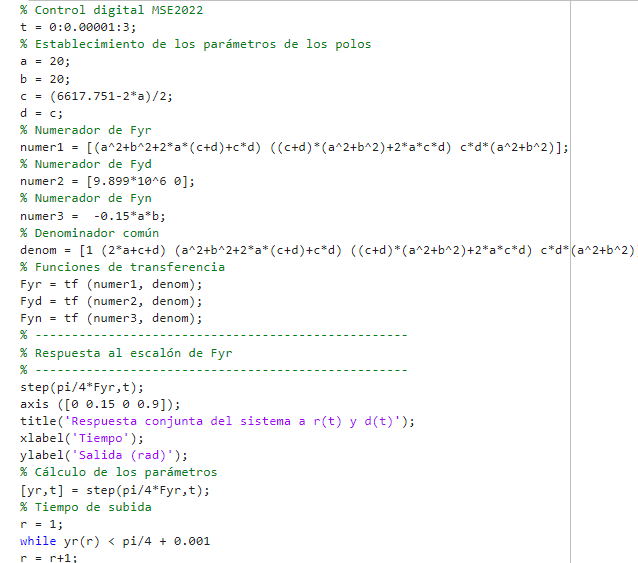 % Control digital MSE2022
t = 0:0.00001:3;
% Establecimiento de los parámetros de los polos
a = 20;
b = 20;
c = (6617.751-2*a)/2;
d = c;
% Numerador de Fyr
numer1 = [(a^2+b^2+2*a*(c+d)+c*d) ((c+d)*(a^2+b^2)+2*a*c*d) c*d*(a^2+b^2)];
% Numerador de Fyd
numer2 = [9.899*10^6 0];
% Numerador de Fyn
numer3 =  -0.15*a*b;
% Denominador común
denom = [1 (2*a+c+d) (a^2+b^2+2*a*(c+d)+c*d) ((c+d)*(a^2+b^2)+2*a*c*d) c*d*(a^2+b^2)
% Funciones de transferencia
Fyr = tf (numer1, denom);
Fyd = tf (numer2, denom);
Fyn = tf (numer3, denom);
% -------------------------------------------------
% Respuesta al escalón de Fyr
% -------------------------------------------------
step(pi/4*Fyr,t);
axis ([0 0.15 0 0.9]);
title('Respuesta conjunta del sistema a r(t) y d(t)');
xlabel('Tiempo');
ylabel('Salida (rad)');
% Cálculo de los parámetros
[yr,t] = step(pi/4*Fyr,t);
% Tiempo de subida
r = 1;
while yr(r) < pi/4 + 0.001
r = r+1;